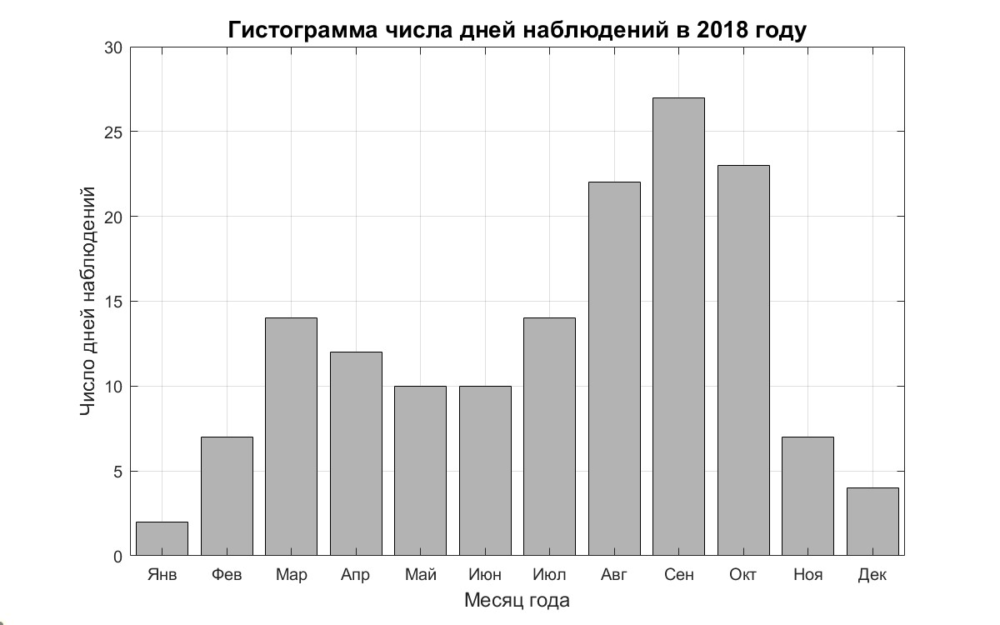 Гистограмма числа дней наблюдений в 2018 году
30
25
20
15
10
5
0
Число дней наблюдений
Янв Фев Мар Апр Май Июн Июл Авг Сен Окт Ноя Дек
Месяц года